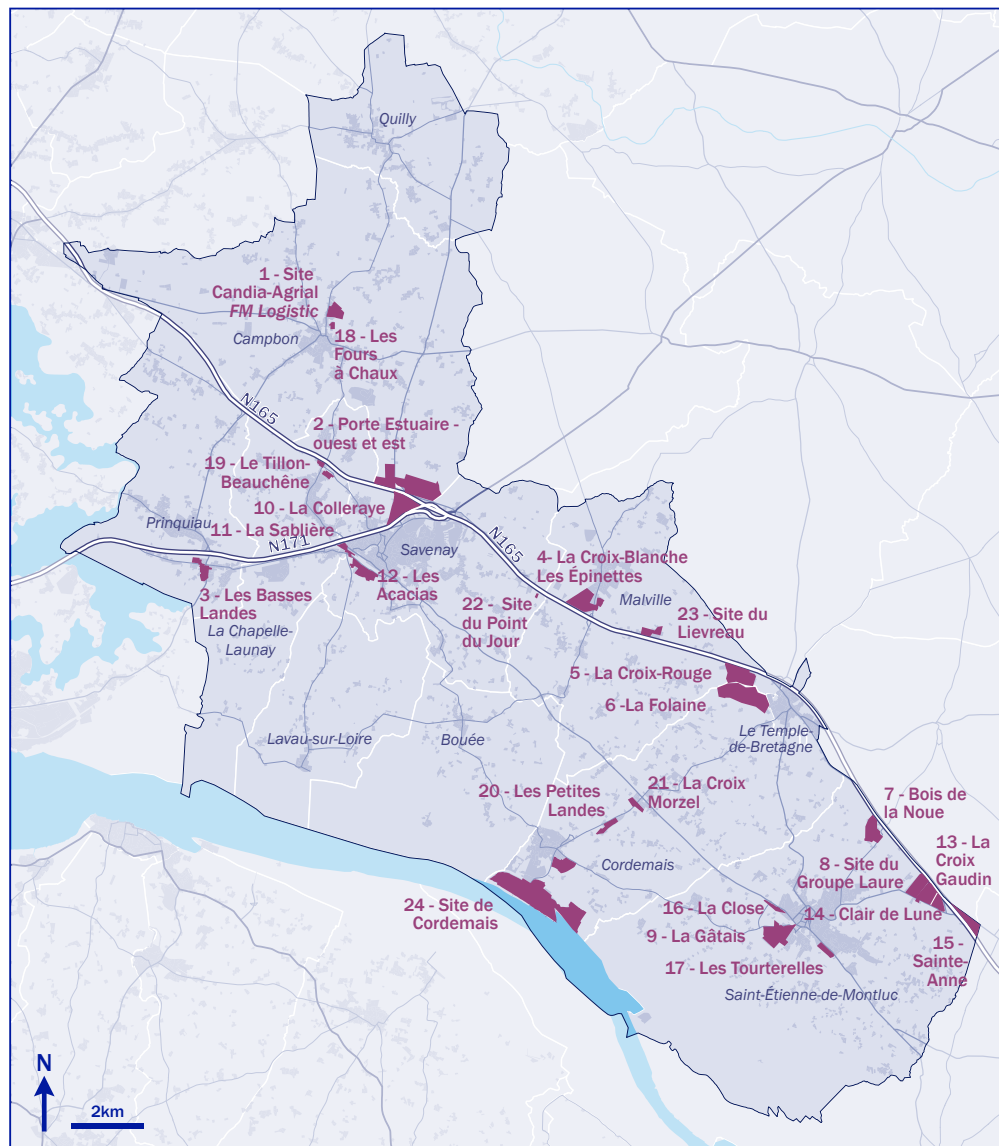 Quilly
1 - Site
Candia-Agrial
FM Logistic
Campbon
18 - Les
Fours
à Chaux
N165
2 - Porte Estuaire -
ouest et est
19 - Le Tillon-
Beauchêne
10 - La Colleraye
Prinquiau
11 - La Sablière
N171
Savenay
N165
4 - La Croix-Blanche
Les Épinettes
12 - Les
Acacias
3 - Les Basses
Landes
22 - Site
du Point
du Jour
Malville
23 - Site du
Lievreau
La Chapelle-
Launay
5 - La Croix-Rouge
6 -La Folaine
Lavau-sur-Loire
Bouée
Le Temple-
de-Bretagne
20 - Les Petites
Landes
21 - La Croix
Morzel
7 - Bois de
la Noue
13 - La
Croix
Gaudin
8 - Site du
Groupe Laure
Cordemais
24 - Site de
Cordemais
16 - La Close
14 - Clair de Lune
9 - La Gâtais
15 -
Sainte-
Anne
17 - Les Tourterelles
Saint-Étienne-de-Montluc
N
2km